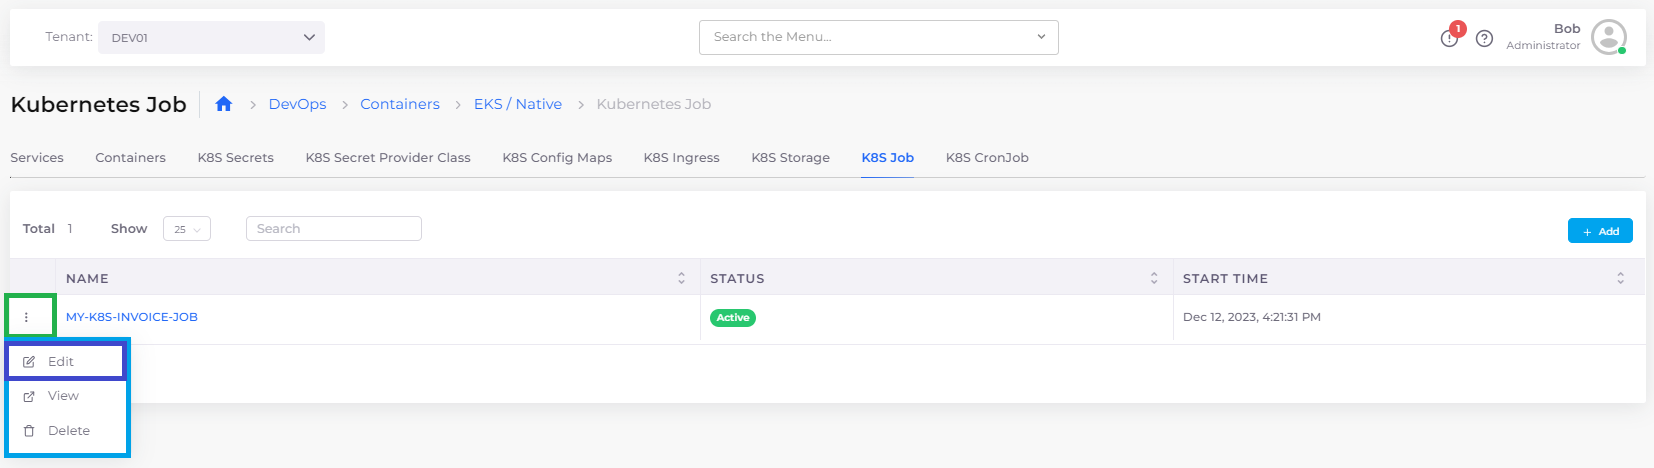 Tenant: DEV01 Search the Menu... 1 Bob
Administrator
Kubernetes Job DevOps Containers EKS / Native Kubernetes Job
Services Containers K8S Secrets K8S Secret Provider Class K8S Config Maps K8S Ingress K8S Storage K8S Job K8S CronJob
Total 1 Show 25 Search + Add
NAME STATUS START TIME
MY-K8S-INVOICE-JOB Active Dec 12, 2023, 4:21:31 PM
Edit
View
Delete